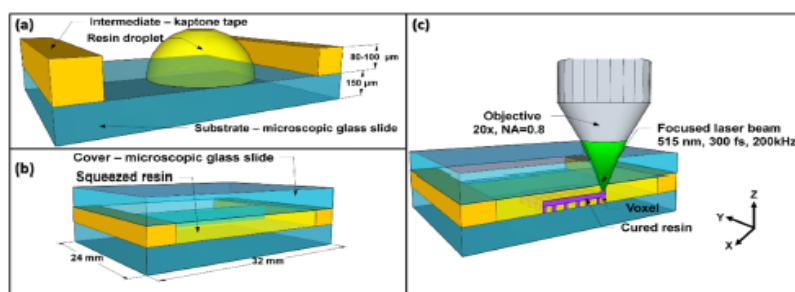 (a)
Intermediate – kaptone tape
Resin droplet
80-100 μm
150 μm
Substrate – microscopic glass slide
(b)
Cover – microscopic glass slide
Squeezed resin
24 mm
32 mm
(c)
Objective
20x, NA=0.8
Focused laser beam
515 nm, 300 fs, 200kHz
Voxel
Cured resin
Z
Y
X